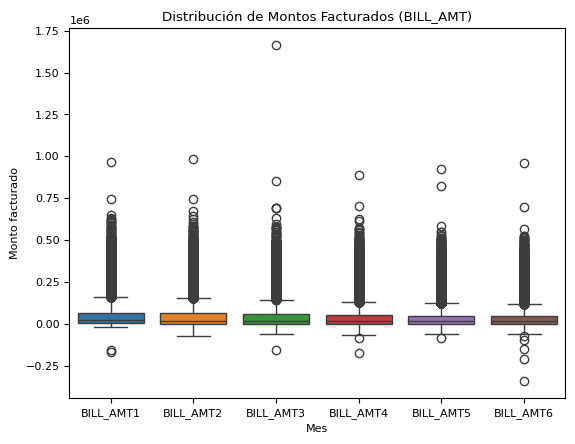 Distribución de Montos Facturados (BILL_AMT)
1e6
1.75
1.50
1.25
1.00
0.75
0.50
0.25
0.00
−0.25
Monto facturado
BILL_AMT1 BILL_AMT2 BILL_AMT3 BILL_AMT4 BILL_AMT5 BILL_AMT6
Mes